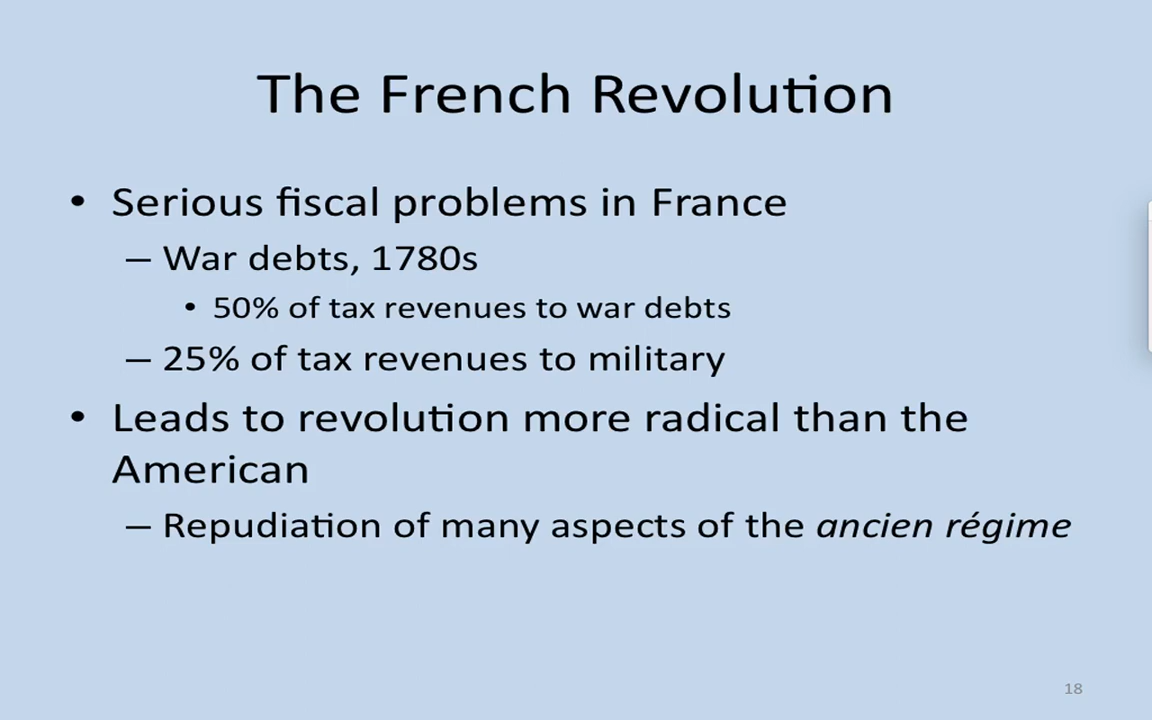 The French Revolution
• Serious fiscal problems in France
– War debts, 1780s
• 50% of tax revenues to war debts
– 25% of tax revenues to military
• Leads to revolution more radical than the
American
– Repudiation of many aspects of the ancien régime
18